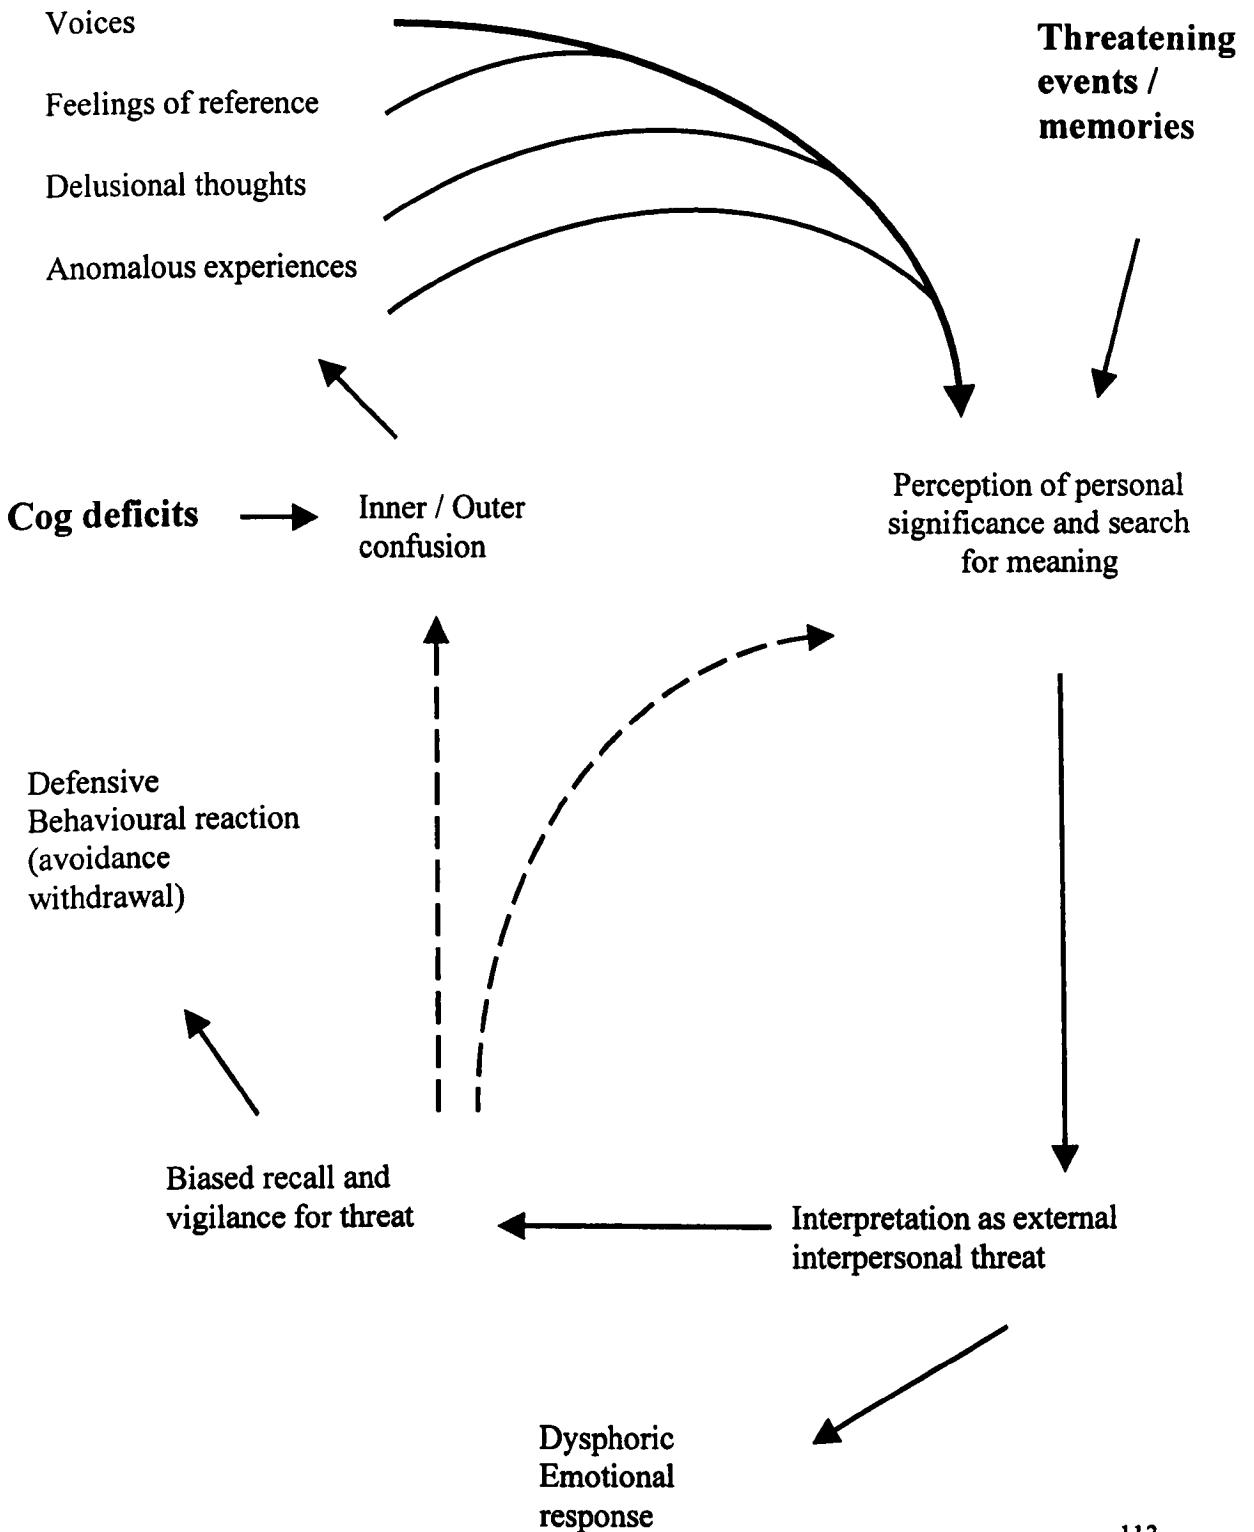 Voices
Feelings of reference
Delusional thoughts
Anomalous experiences
Threatening
events /
memories
Cog deficits
Inner / Outer
confusion
Perception of personal
significance and search
for meaning
Defensive
Behavioural reaction
(avoidance
withdrawal)
Biased recall and
vigilance for threat
Interpretation as external
interpersonal threat
Dysphoric
Emotional
response